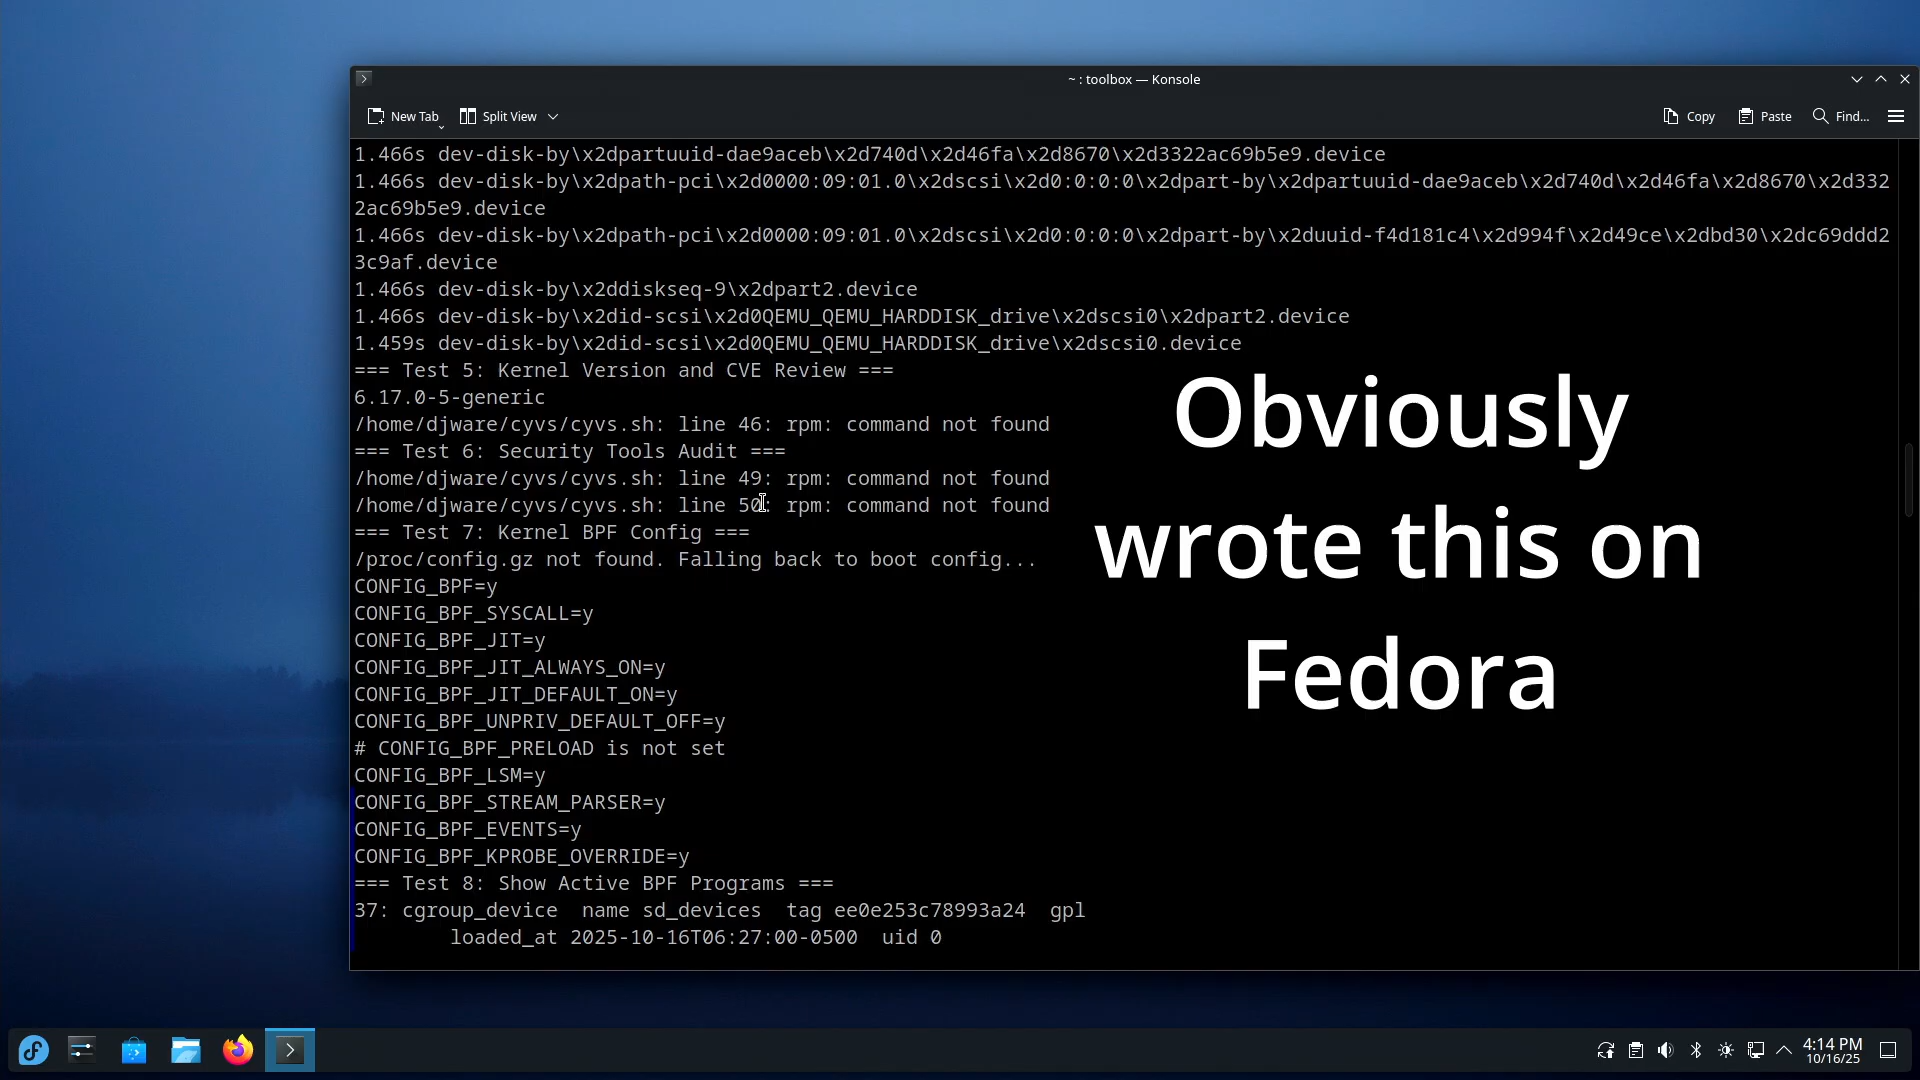 ~ : toolbox — Konsole
New Tab
Split View
Copy
Paste
Find...
1.466s dev-disk-by\x2dpartuuid-dae9aceb\x2d740d\x2d46fa\x2d8670\x2d3322ac69b5e9.device
1.466s dev-disk-by\x2dpath-pci\x2d0000:09:01.0\x2dscsi\x2d0:0:0:0\x2dpart-by\x2dpartuuid-dae9aceb\x2d740d\x2d46fa\x2d8670\x2d332
2ac69b5e9.device
1.466s dev-disk-by\x2dpath-pci\x2d0000:09:01.0\x2dscsi\x2d0:0:0:0\x2dpart-by\x2duuid-f4d181c4\x2d994f\x2d49ce\x2dbd30\x2dc69ddd2
3c9af.device
1.466s dev-disk-by\x2ddiskseq-9\x2dpart2.device
1.466s dev-disk-by\x2did-scsi\x2d0QEMU_QEMU_HARDDISK_drive\x2dscsi0\x2dpart2.device
1.459s dev-disk-by\x2did-scsi\x2d0QEMU_QEMU_HARDDISK_drive\x2dscsi0.device
=== Test 5: Kernel Version and CVE Review ===
6.17.0-5-generic
/home/djware/cyvs/cyvs.sh: line 46: rpm: command not found
=== Test 6: Security Tools Audit ===
/home/djware/cyvs/cyvs.sh: line 49: rpm: command not found
/home/djware/cyvs/cyvs.sh: line 50: rpm: command not found
=== Test 7: Kernel BPF Config ===
/proc/config.gz not found. Falling back to boot config...
CONFIG_BPF=y
CONFIG_BPF_SYSCALL=y
CONFIG_BPF_JIT=y
CONFIG_BPF_JIT_ALWAYS_ON=y
CONFIG_BPF_JIT_DEFAULT_ON=y
CONFIG_BPF_UNPRIV_DEFAULT_OFF=y
# CONFIG_BPF_PRELOAD is not set
CONFIG_BPF_LSM=y
CONFIG_BPF_STREAM_PARSER=y
CONFIG_BPF_EVENTS=y
CONFIG_BPF_KPROBE_OVERRIDE=y
=== Test 8: Show Active BPF Programs ===
37: cgroup_device  name sd_devices  tag ee0e253c78993a24  gpl
loaded_at 2025-10-16T06:27:00-0500  uid 0
Obviously
wrote this on
Fedora
4:14 PM
10/16/25